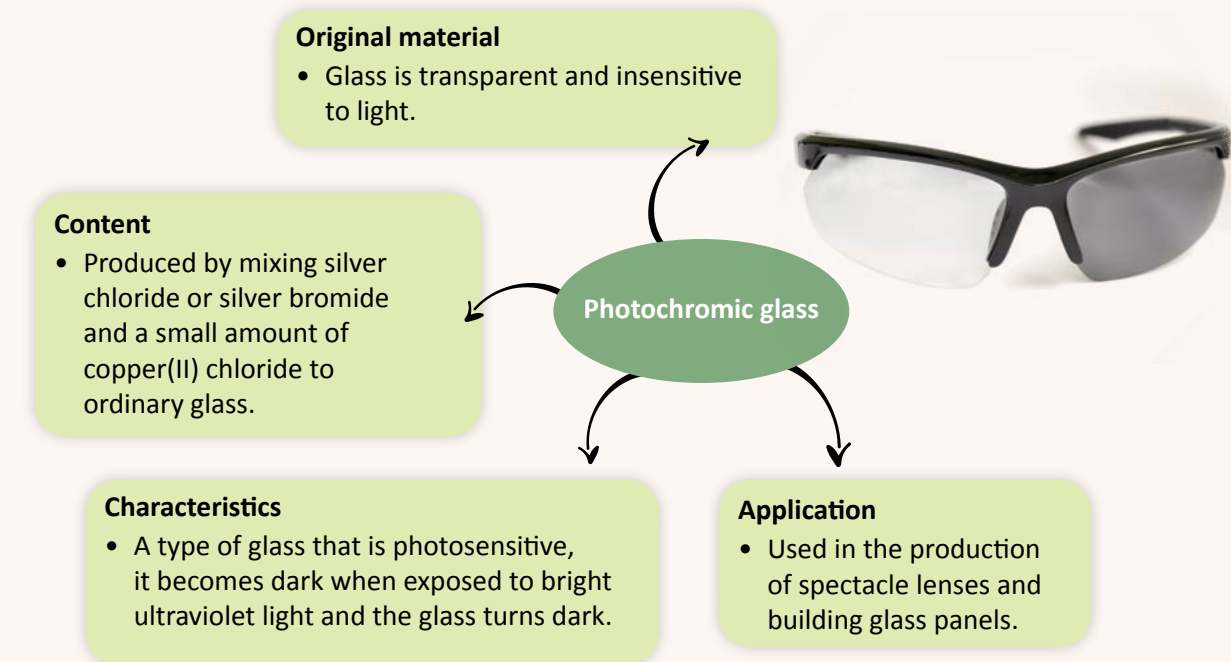 Original material
• Glass is transparent and insensitive
to light.
Content
• Produced by mixing silver
chloride or silver bromide
and a small amount of
copper(II) chloride to
ordinary glass.
Photochromic glass
Characteristics
• A type of glass that is photosensitive,
it becomes dark when exposed to bright
ultraviolet light and the glass turns dark.
Application
• Used in the production
of spectacle lenses and
building glass panels.